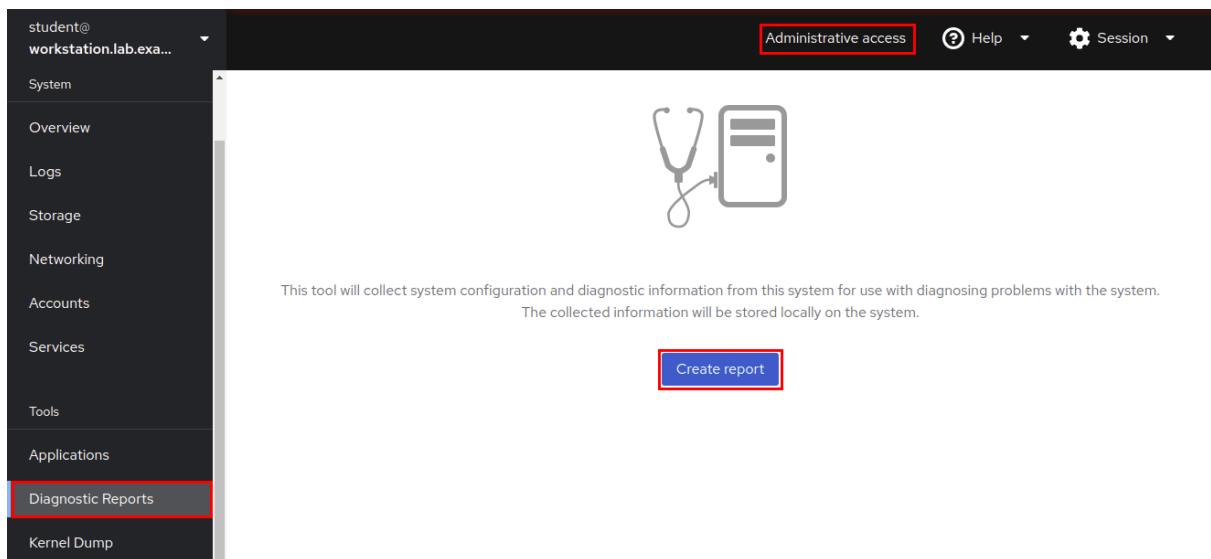 student@
workstation.lab.exa...
Administrative access
Help
Session
System
Overview
Logs
Storage
Networking
Accounts
Services
Tools
Applications
Diagnostic Reports
Kernel Dump
This tool will collect system configuration and diagnostic information from this system for use with diagnosing problems with the system.
The collected information will be stored locally on the system.
Create report